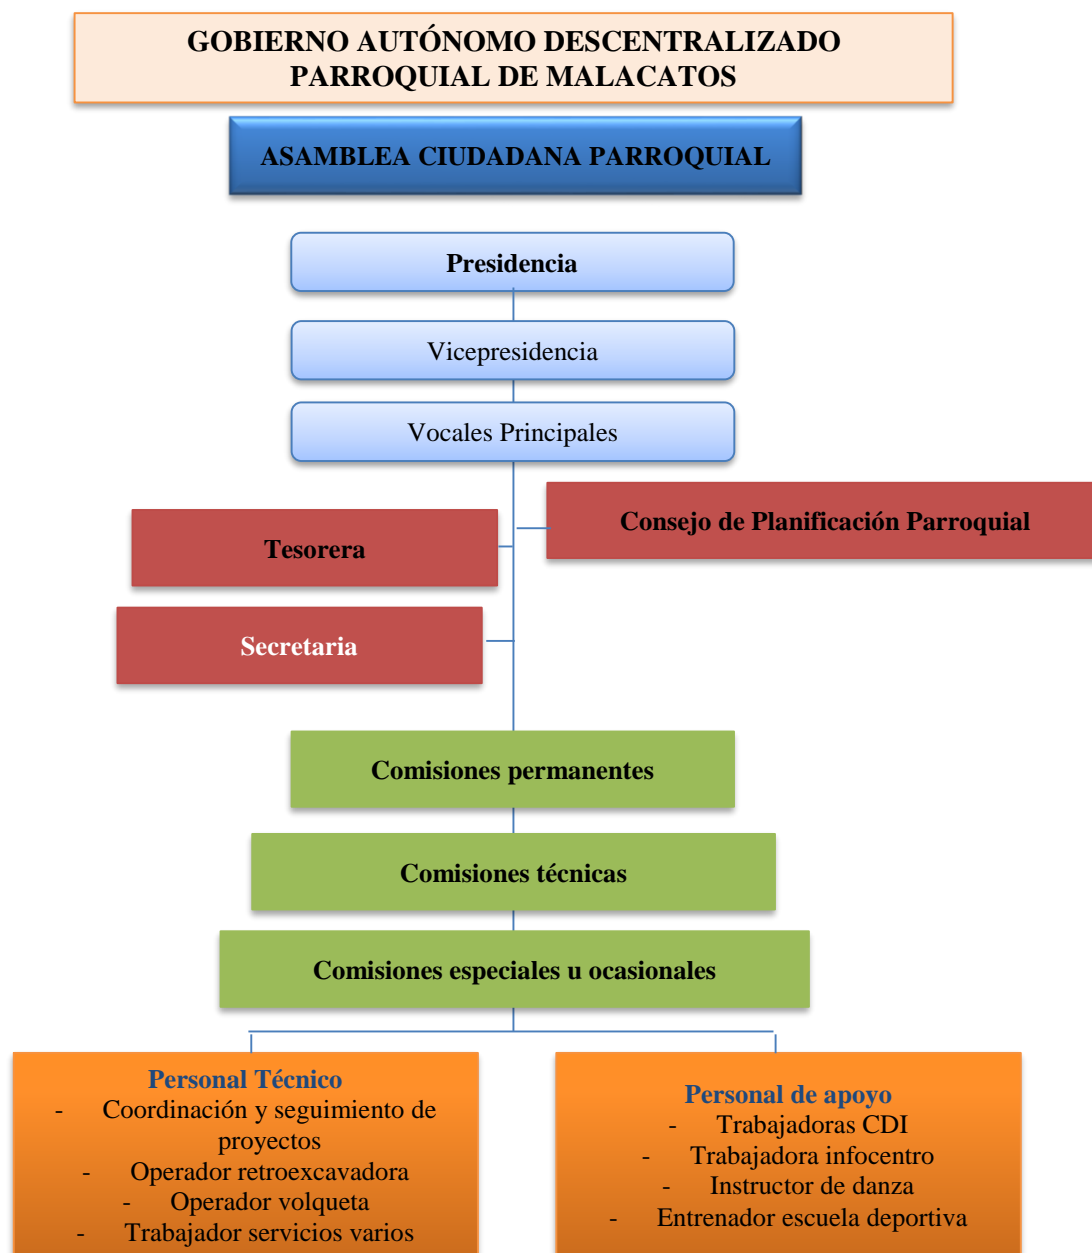 GOBIERNO AUTÓNOMO DESCENTRALIZADO
PARROQUIAL DE MALACATOS
ASAMBLEA CIUDADANA PARROQUIAL
Presidencia
Vicepresidencia
Vocales Principales
Consejo de Planificación Parroquial
Tesorera
Secretaria
Comisiones permanentes
Comisiones técnicas
Comisiones especiales u ocasionales
Personal Técnico
- Coordinación y seguimiento de
proyectos
- Operador retroexcavadora
- Operador volqueta
- Trabajador servicios varios
Personal de apoyo
- Trabajadoras CDI
- Trabajadora infocentro
- Instructor de danza
- Entrenador escuela deportiva